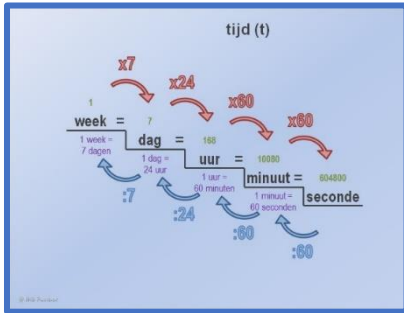 tijd (t)
x7
x24
x60
x60
1
week =
7
dag =
168
uur =
10080
minuut =
604800
seconde
1 week =
7 dagen
1 dag =
24 uur
1 uur =
60 minuten
1 minuut =
60 seconden
:7
:24
:60
:60